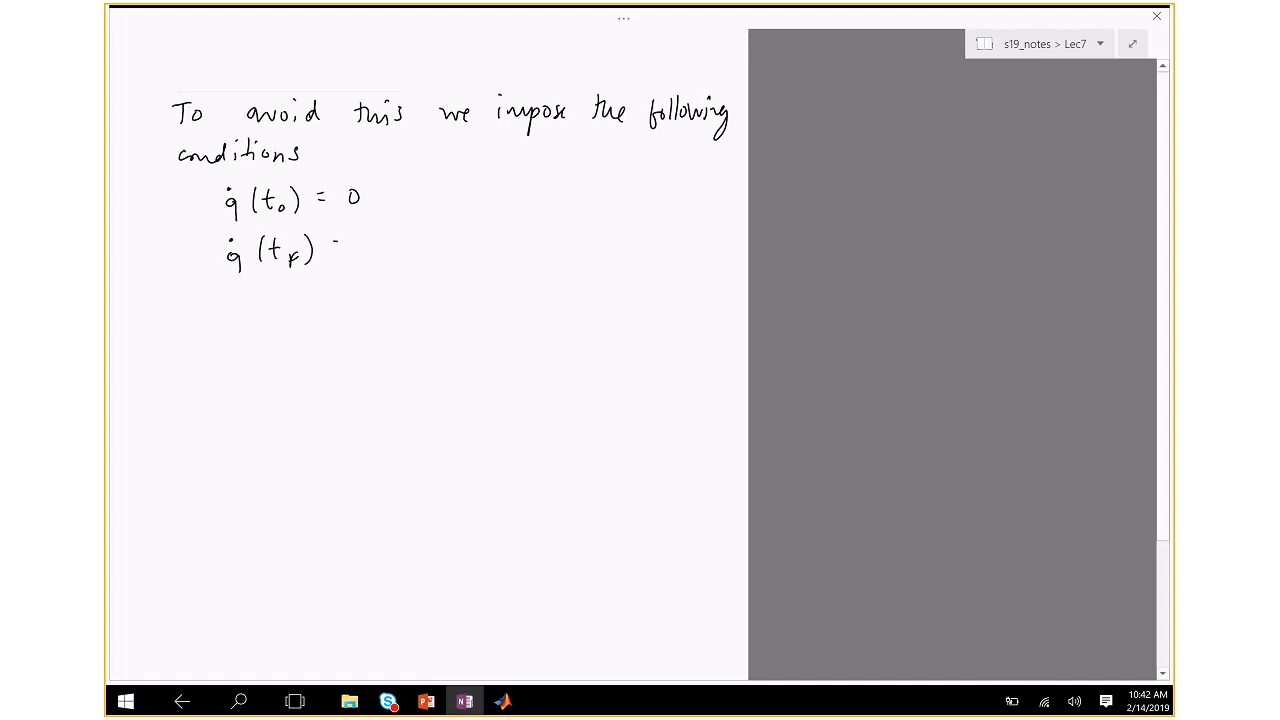 ...
s19_notes > Lec7
To avoid this we impose the following
conditions
q̇ (t₀) = 0
q̇ (t_f) -
10:42 AM
2/14/2019